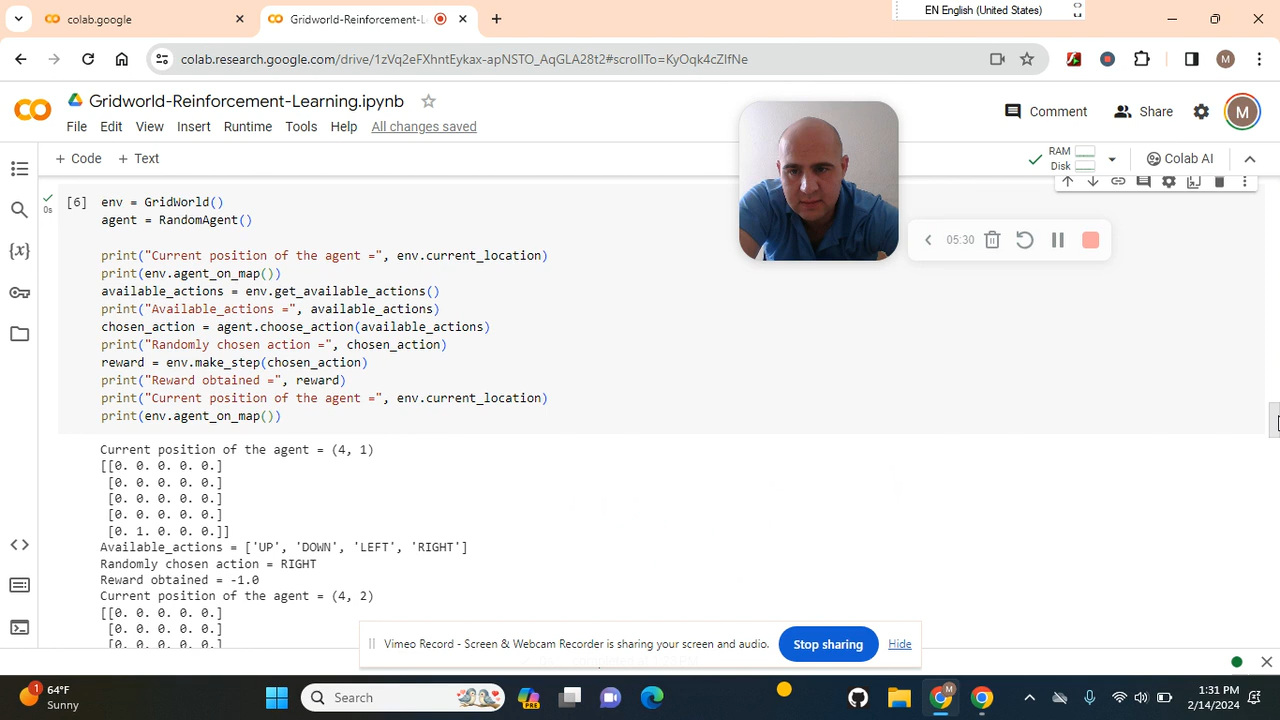 EN English (United States)
colab.google
Gridworld-Reinforcement-L
colab.research.google.com/drive/1zVq2eFXhntEykax-apNSTO_AqGLA28t2#scrollTo=KyOqk4cZIfNe
M
Gridworld-Reinforcement-Learning.ipynb
Comment
Share
M
File Edit View Insert Runtime Tools Help All changes saved
+ Code + Text
RAM
Disk
Colab AI
[6] env = GridWorld()
0s
agent = RandomAgent()
print("Current position of the agent =", env.current_location)
print(env.agent_on_map())
available_actions = env.get_available_actions()
print("Available_actions =", available_actions)
chosen_action = agent.choose_action(available_actions)
print("Randomly chosen action =", chosen_action)
reward = env.make_step(chosen_action)
print("Reward obtained =", reward)
print("Current position of the agent =", env.current_location)
print(env.agent_on_map())
05:30
Current position of the agent = (4, 1)
[[0. 0. 0. 0. 0.]
[0. 0. 0. 0. 0.]
[0. 0. 0. 0. 0.]
[0. 0. 0. 0. 0.]
[0. 1. 0. 0. 0.]]
Available_actions = ['UP', 'DOWN', 'LEFT', 'RIGHT']
Randomly chosen action = RIGHT
Reward obtained = -1.0
Current position of the agent = (4, 2)
[[0. 0. 0. 0. 0.]
[0. 0. 0. 0. 0.]
Vimeo Record - Screen & Webcam Recorder is sharing your screen and audio.
Stop sharing
Hide
1
64°F
Sunny
Search
PRE
M
1:31 PM
2/14/2024